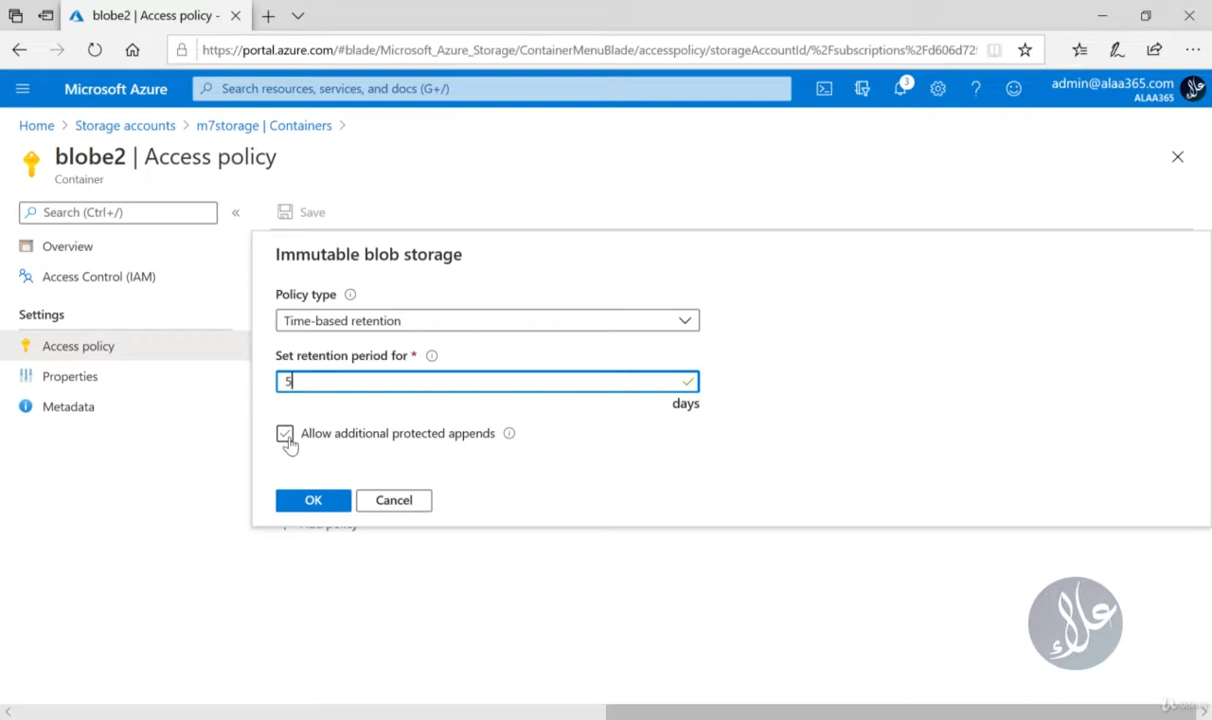 blobe2 | Access policy -
https://portal.azure.com/#blade/Microsoft_Azure_Storage/ContainerMenuBlade/accesspolicy/storageAccountId/%2Fsubscriptions%2Fd606d72
Microsoft Azure
Search resources, services, and docs (G+/)
3
admin@alaa365.com
ALAA365
Home > Storage accounts > m7storage | Containers >
blobe2 | Access policy
Container
Search (Ctrl+/)
«
Save
Overview
Access Control (IAM)
Settings
Access policy
Properties
Metadata
Immutable blob storage
Policy type
Time-based retention
Set retention period for *
5
days
Allow additional protected appends
OK
Cancel
علاء